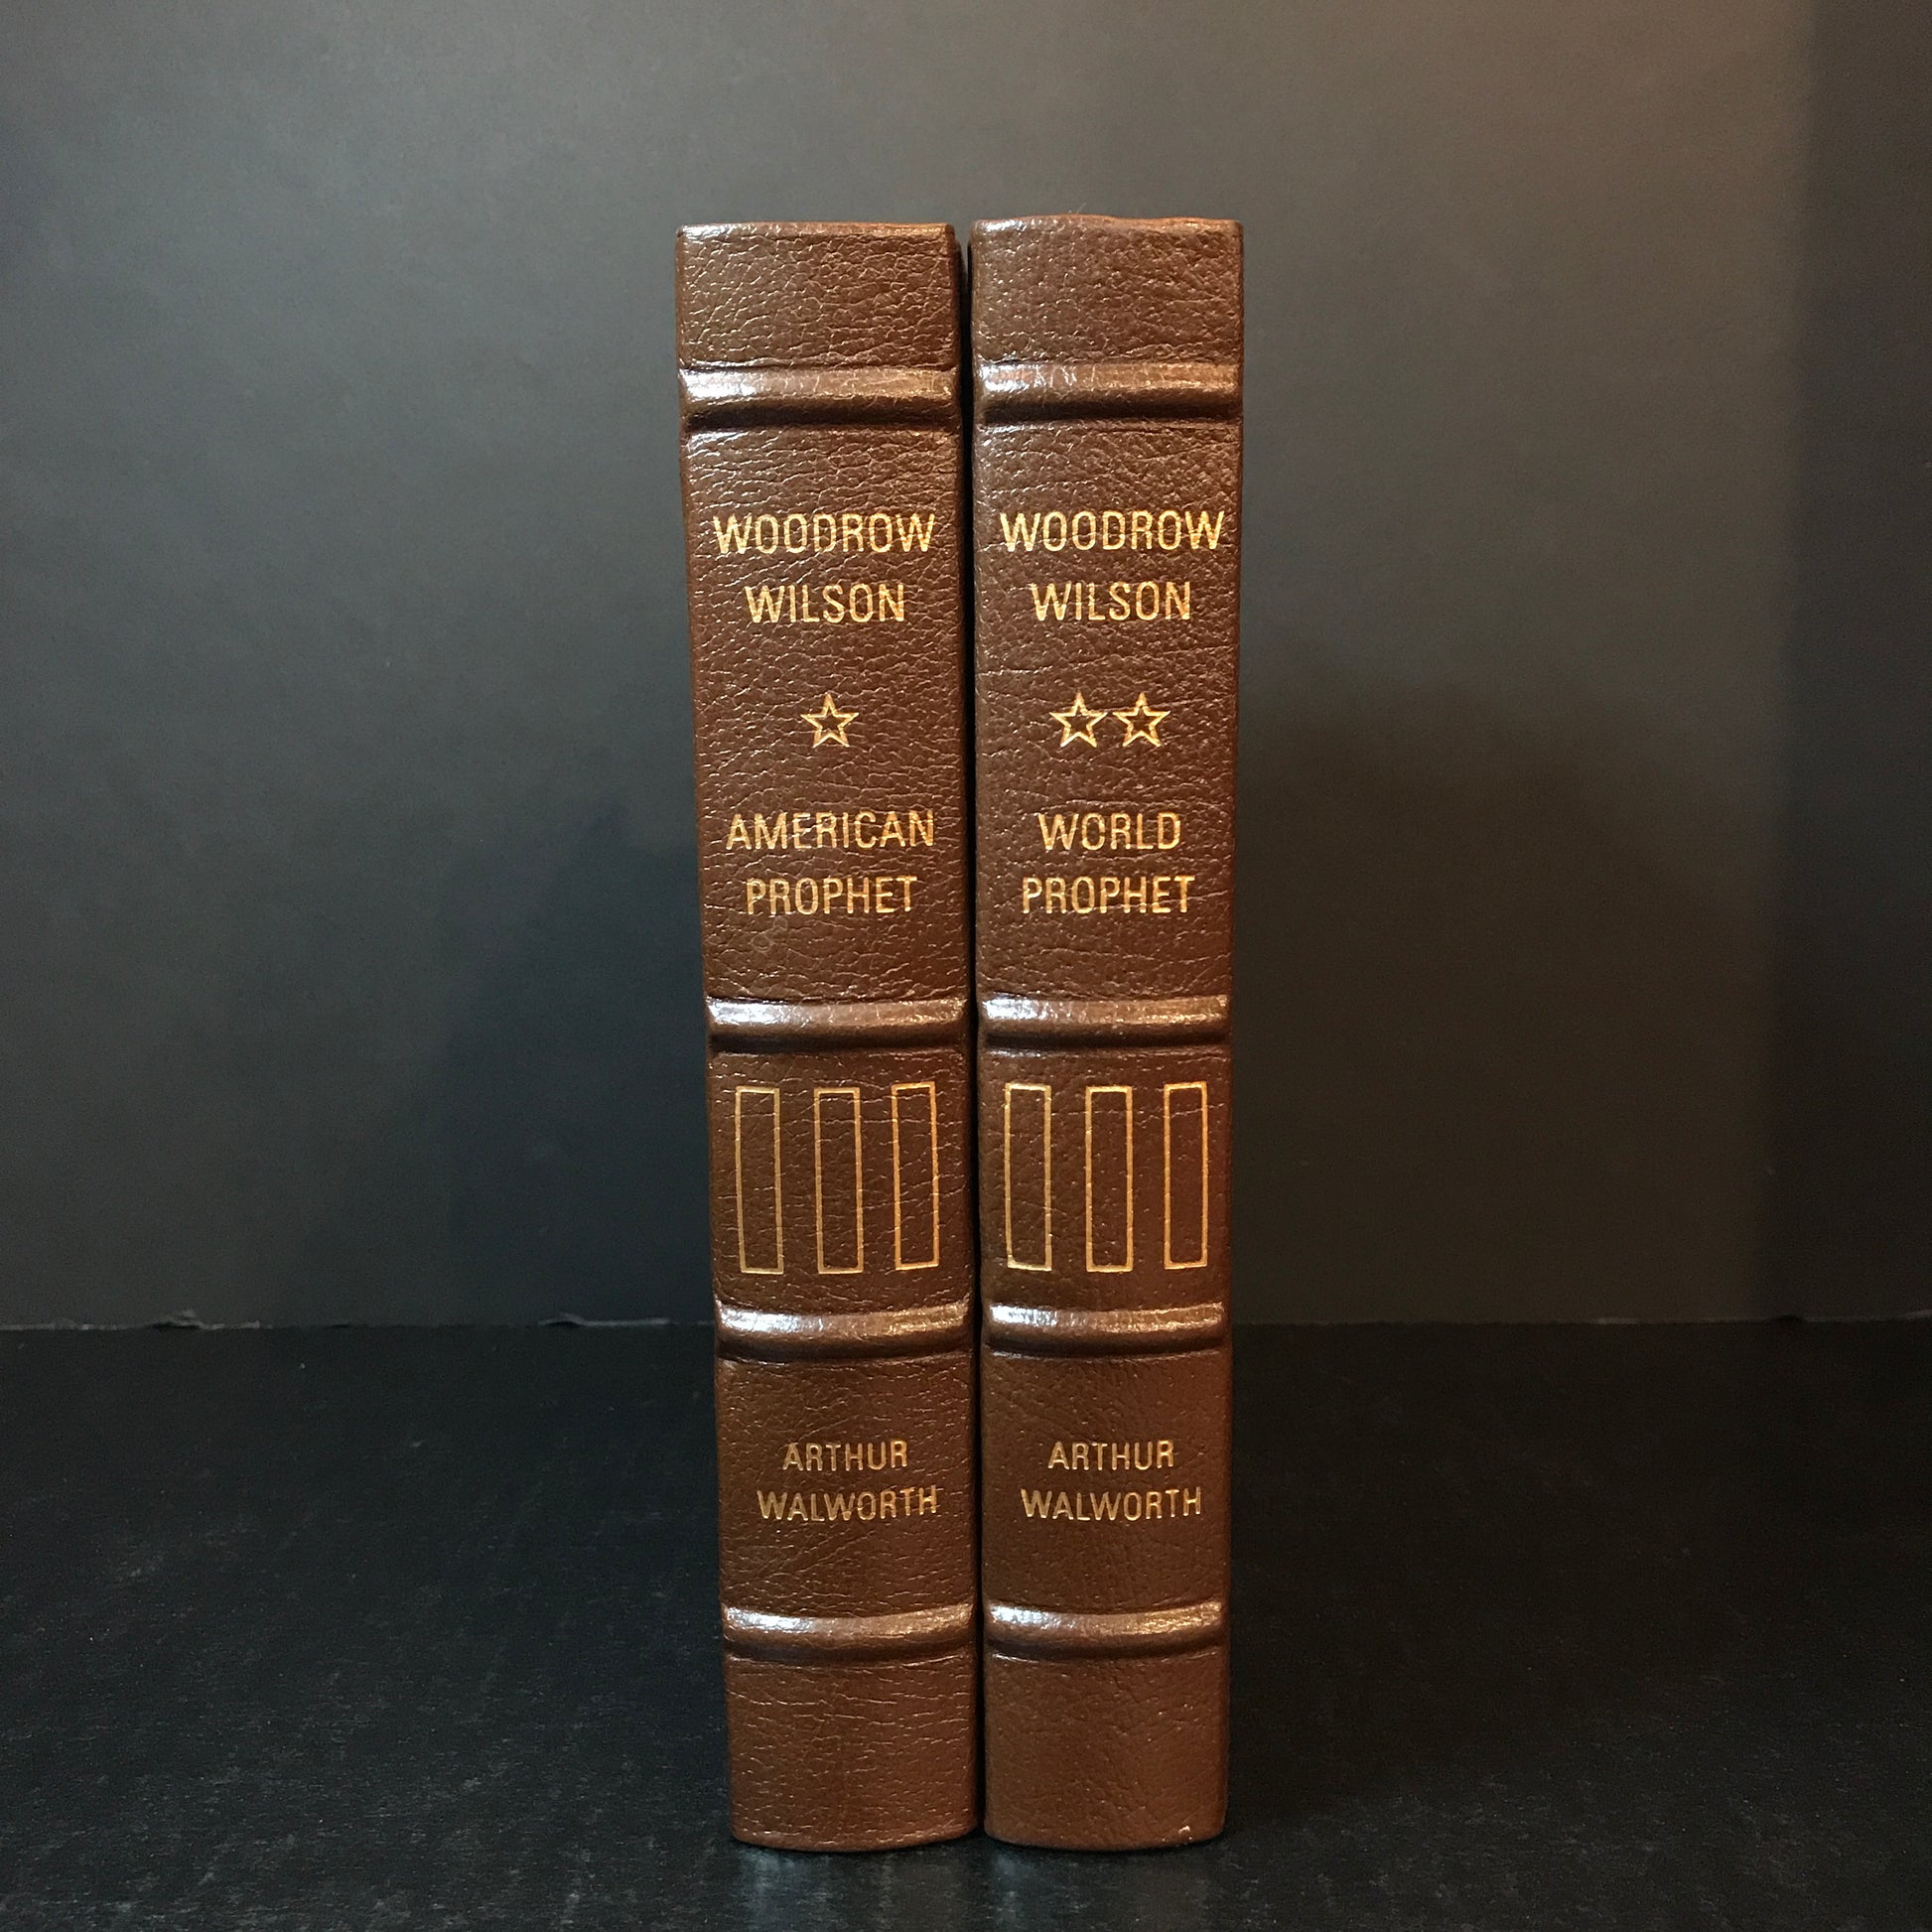 WOODROW
WILSON
AMERICAN
PROPHET
ARTHUR
WALWORTH
WOODROW
WILSON
WORLD
PROPHET
ARTHUR
WALWORTH